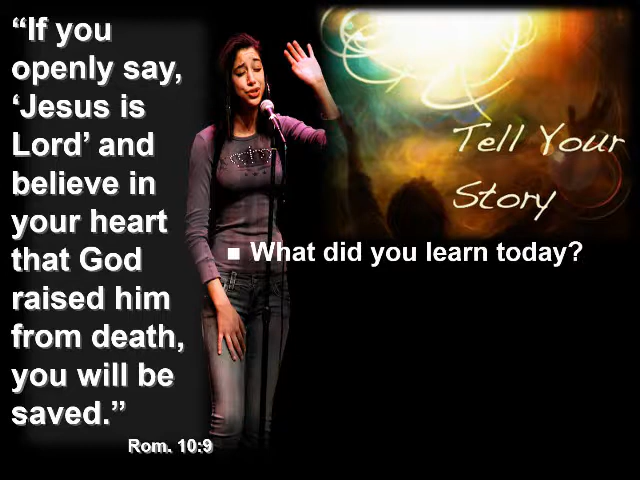 “If you
openly say,
‘Jesus is
Lord’ and
believe in
your heart
that God
raised him
from death,
you will be
saved.”
Rom. 10:9
Tell Your
Story
■ What did you learn today?